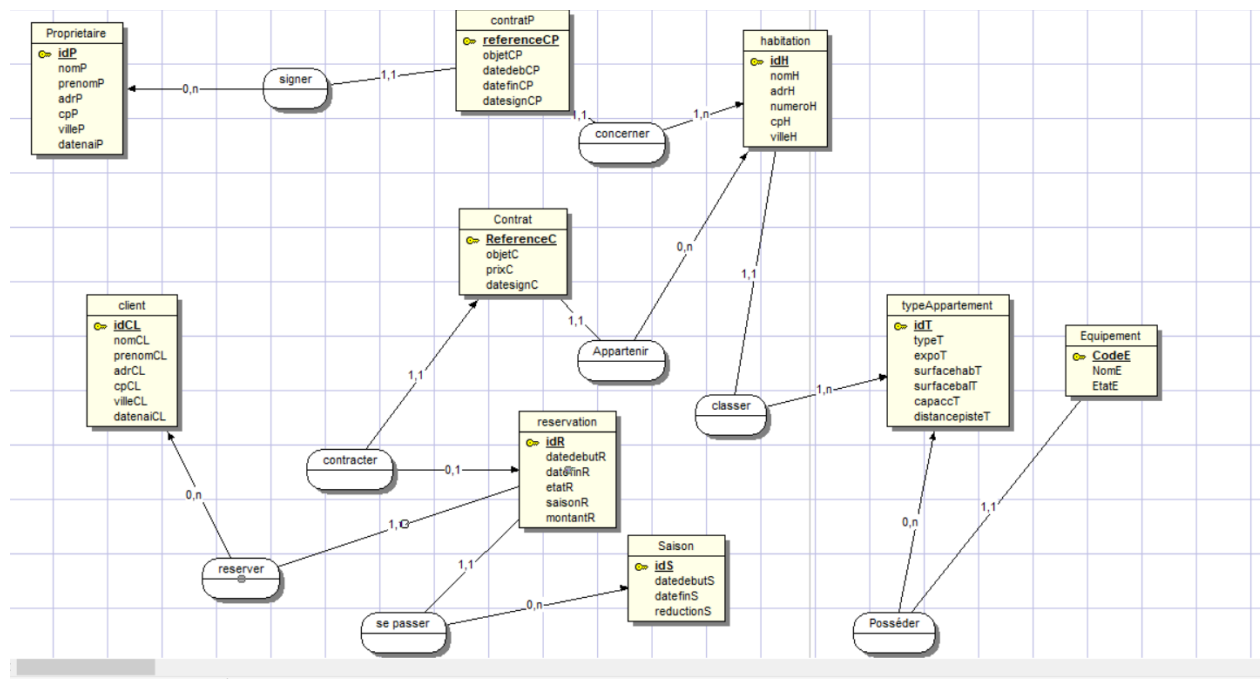 Proprietaire
idP
nomP
prenomP
adrP
cpP
villeP
datenaiP
0,n
signer
1,1
contratP
referenceCP
objetCP
datedebCP
datefinCP
datesignCP
1,1
concerner
1,n
habitation
idH
nomH
adrH
numeroH
cpH
villeH
Contrat
ReferenceC
objetC
prixC
datesignC
1,1
Appartenir
0,n
1,1
classer
1,n
typeAppartement
idT
typeT
expoT
surfacehabT
surfacebalT
capaccT
distancepisteT
Equipement
CodeE
NomE
EtatE
client
idCL
nomCL
prenomCL
adrCL
cpCL
villeCL
datenaiCL
1,1
contracter
0,1
reservation
idR
datedebutR
datefinR
etatR
saisonR
montantR
0,n
reserver
1,1
se passer
0,n
Saison
idS
datedebutS
datefinS
reductionS
0,n
1,1
Posséder